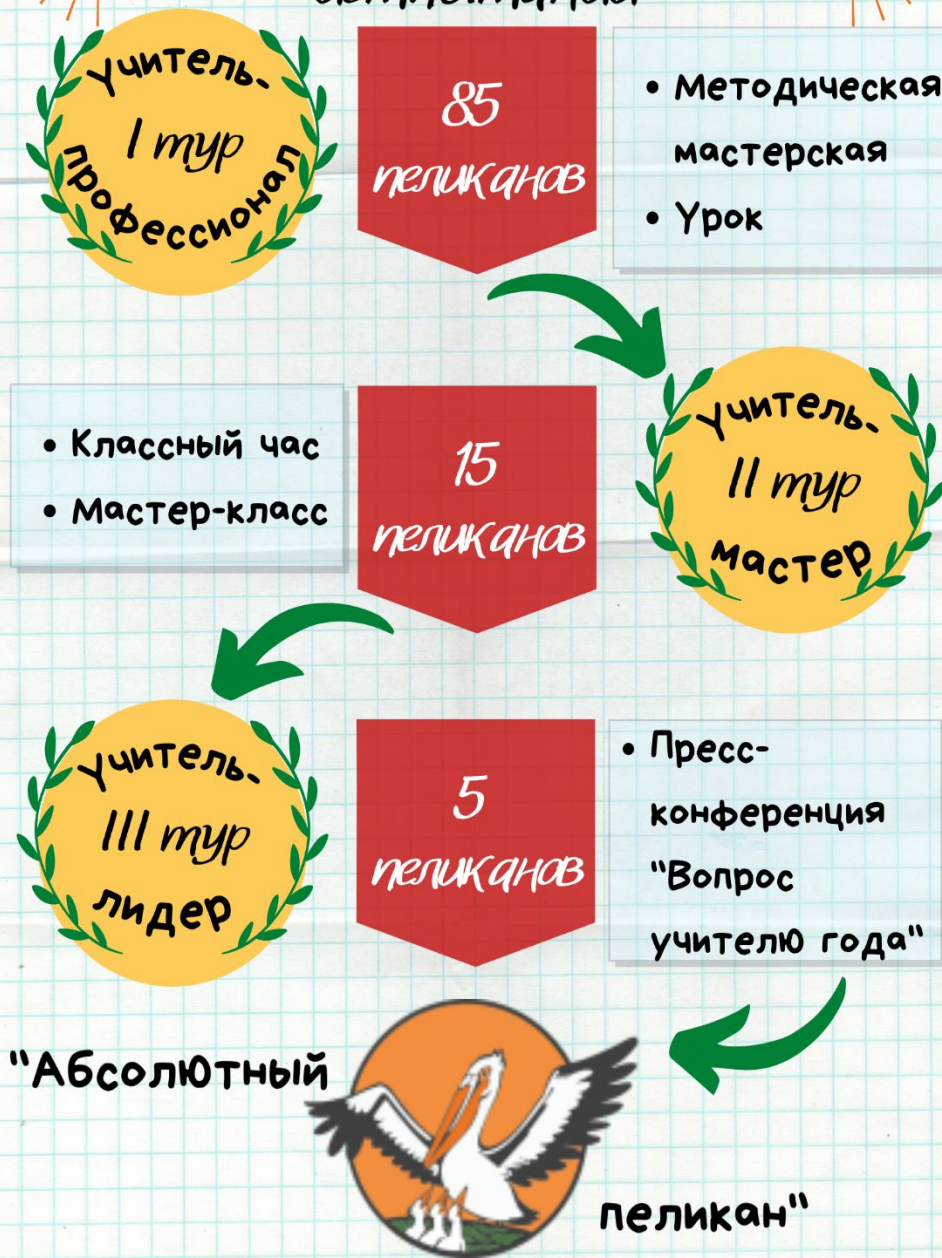 Учитель-
I тур
профессионал
85
пеликанов
• Методическая
мастерская
• Урок
• Классный час
• Мастер-класс
15
пеликанов
Учитель-
II тур
мастер
Учитель-
III тур
лидер
5
пеликанов
• Пресс-
конференция
"Вопрос
учителю года"
"Абсолютный
пеликан"